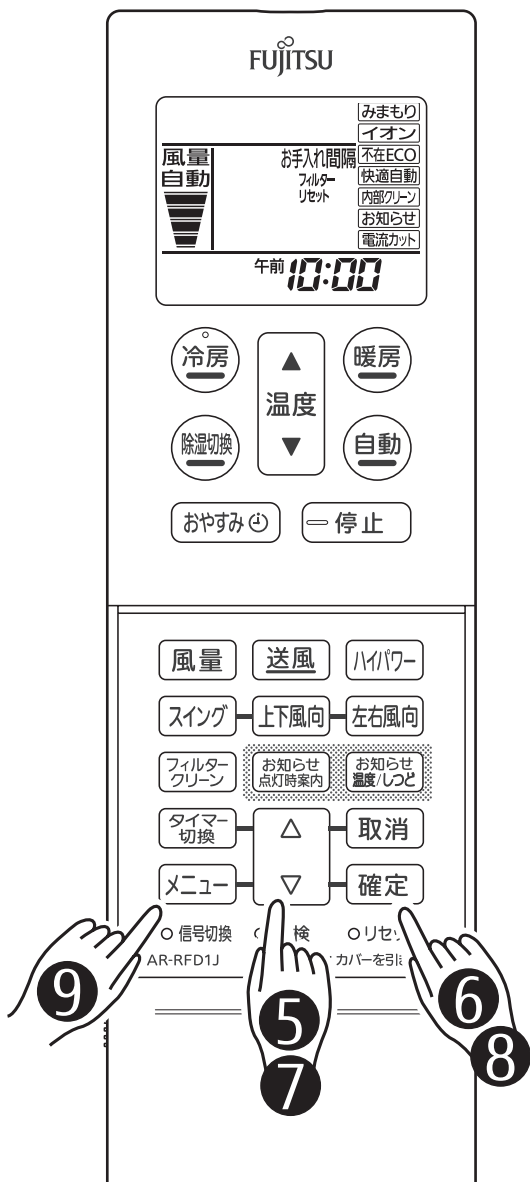 FUJITSU
みまもり
イオン
風量 お手入れ間隔 不在ECO
自動 フィルター 快適自動
リセット 内部クリーン
お知らせ
電流カット
午前 10:00
冷房 ▲ 暖房
温度
除湿切換 ▼ 自動
おやすみ 停止
風量 送風 ハイパワー
スイング 上下風向 左右風向
フィルター お知らせ お知らせ
クリーン 点灯時案内 温度/しつど
タイマー △ 取消
切換
メニュー ▽ 確定
信号切換 検 リセッ
AR-RFD1J カバーを引
9 5 6
7 8